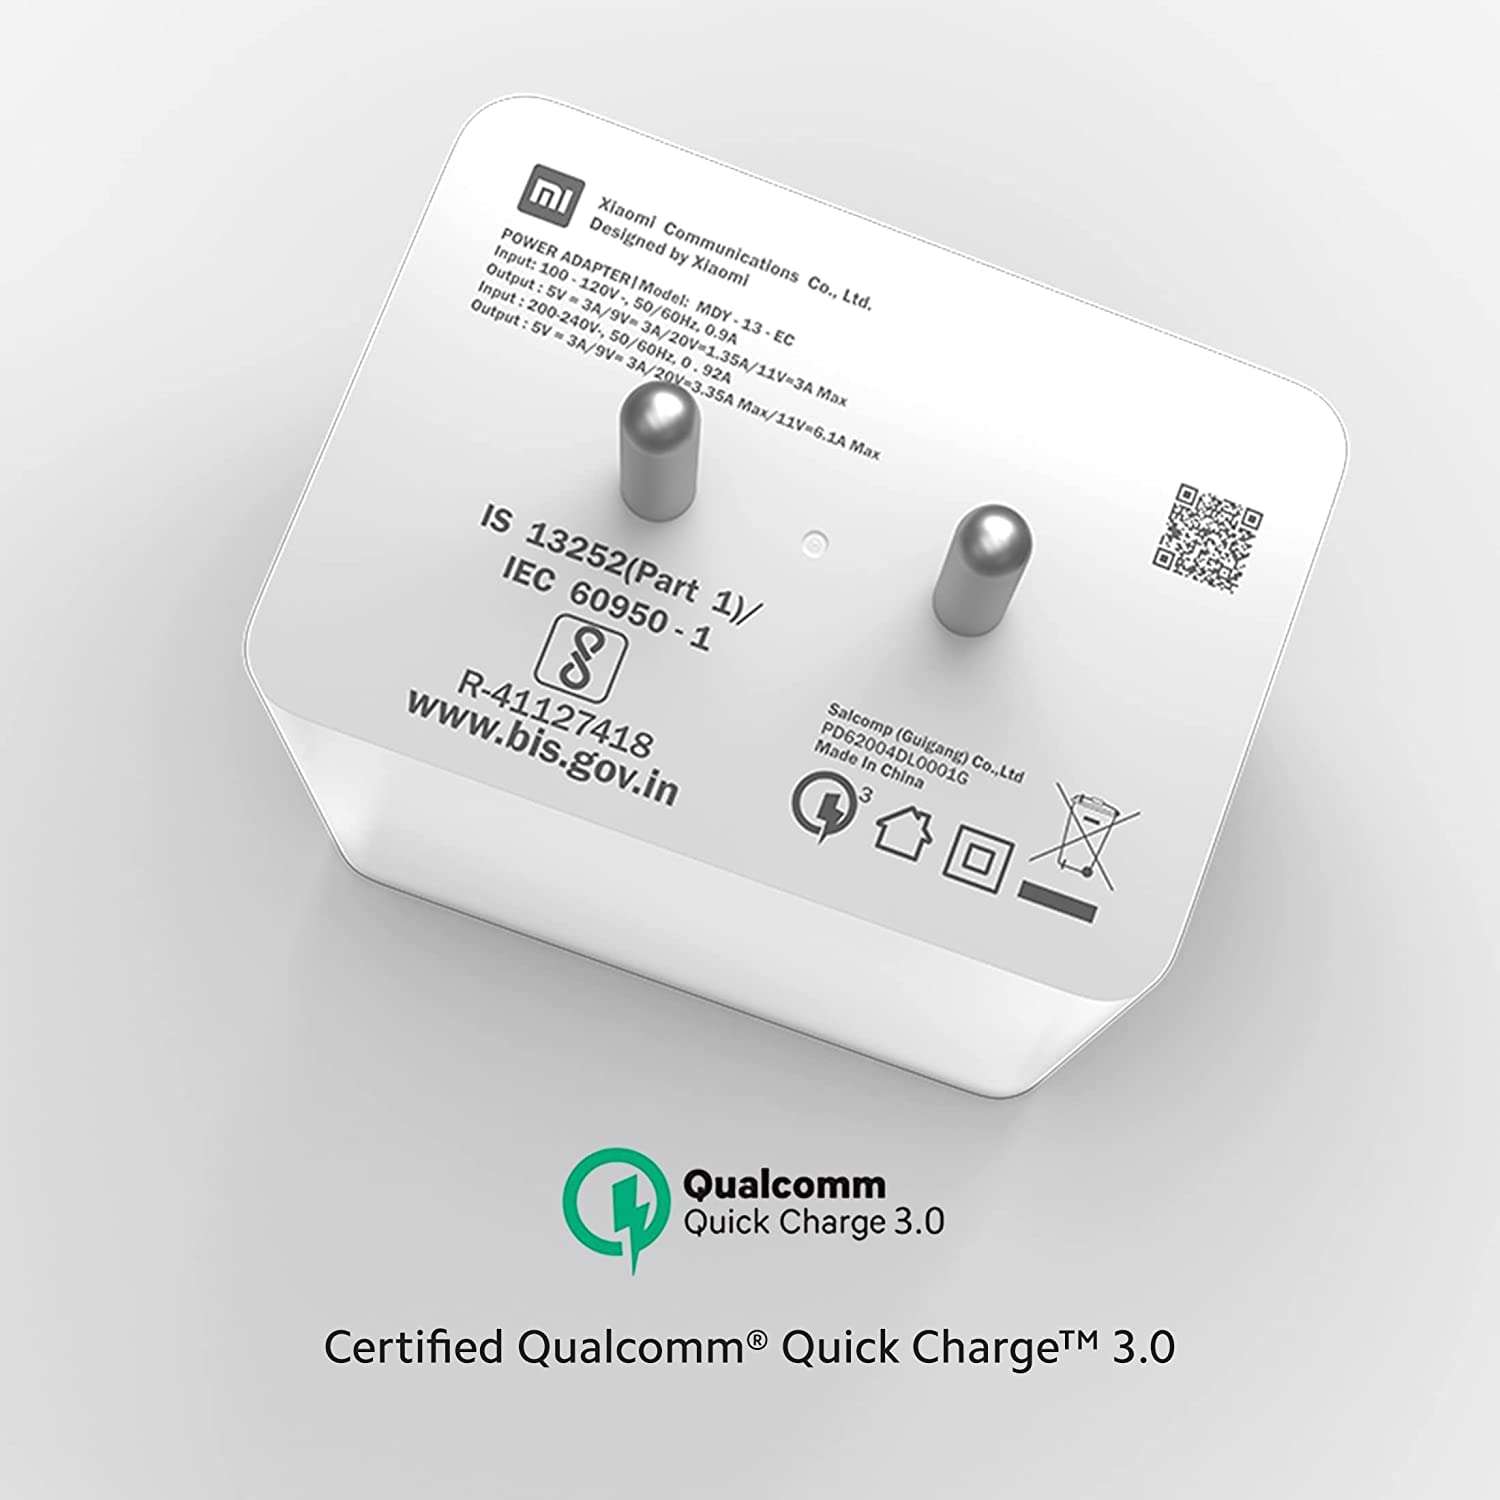 mi
Xiaomi Communications Co., Ltd.
Designed by Xiaomi
POWER ADAPTER|Model: MDY - 13 - EC
Input: 100 - 120V~, 50/60Hz, 0.9A
Output : 5V = 3A/9V= 3A/20V=1.35A/11V=3A Max
Input : 200-240V~, 50/60Hz, 0 . 92A
Output : 5V = 3A/9V= 3A/20V=3.35A Max/11V=6.1A Max
IS 13252(Part 1)/
IEC 60950 - 1
R-41127418
www.bis.gov.in
Salcomp (Guigang) Co.,Ltd
PD62004DL0001G
Made In China
3
Qualcomm
Quick Charge 3.0
Certified Qualcomm® Quick Charge™ 3.0